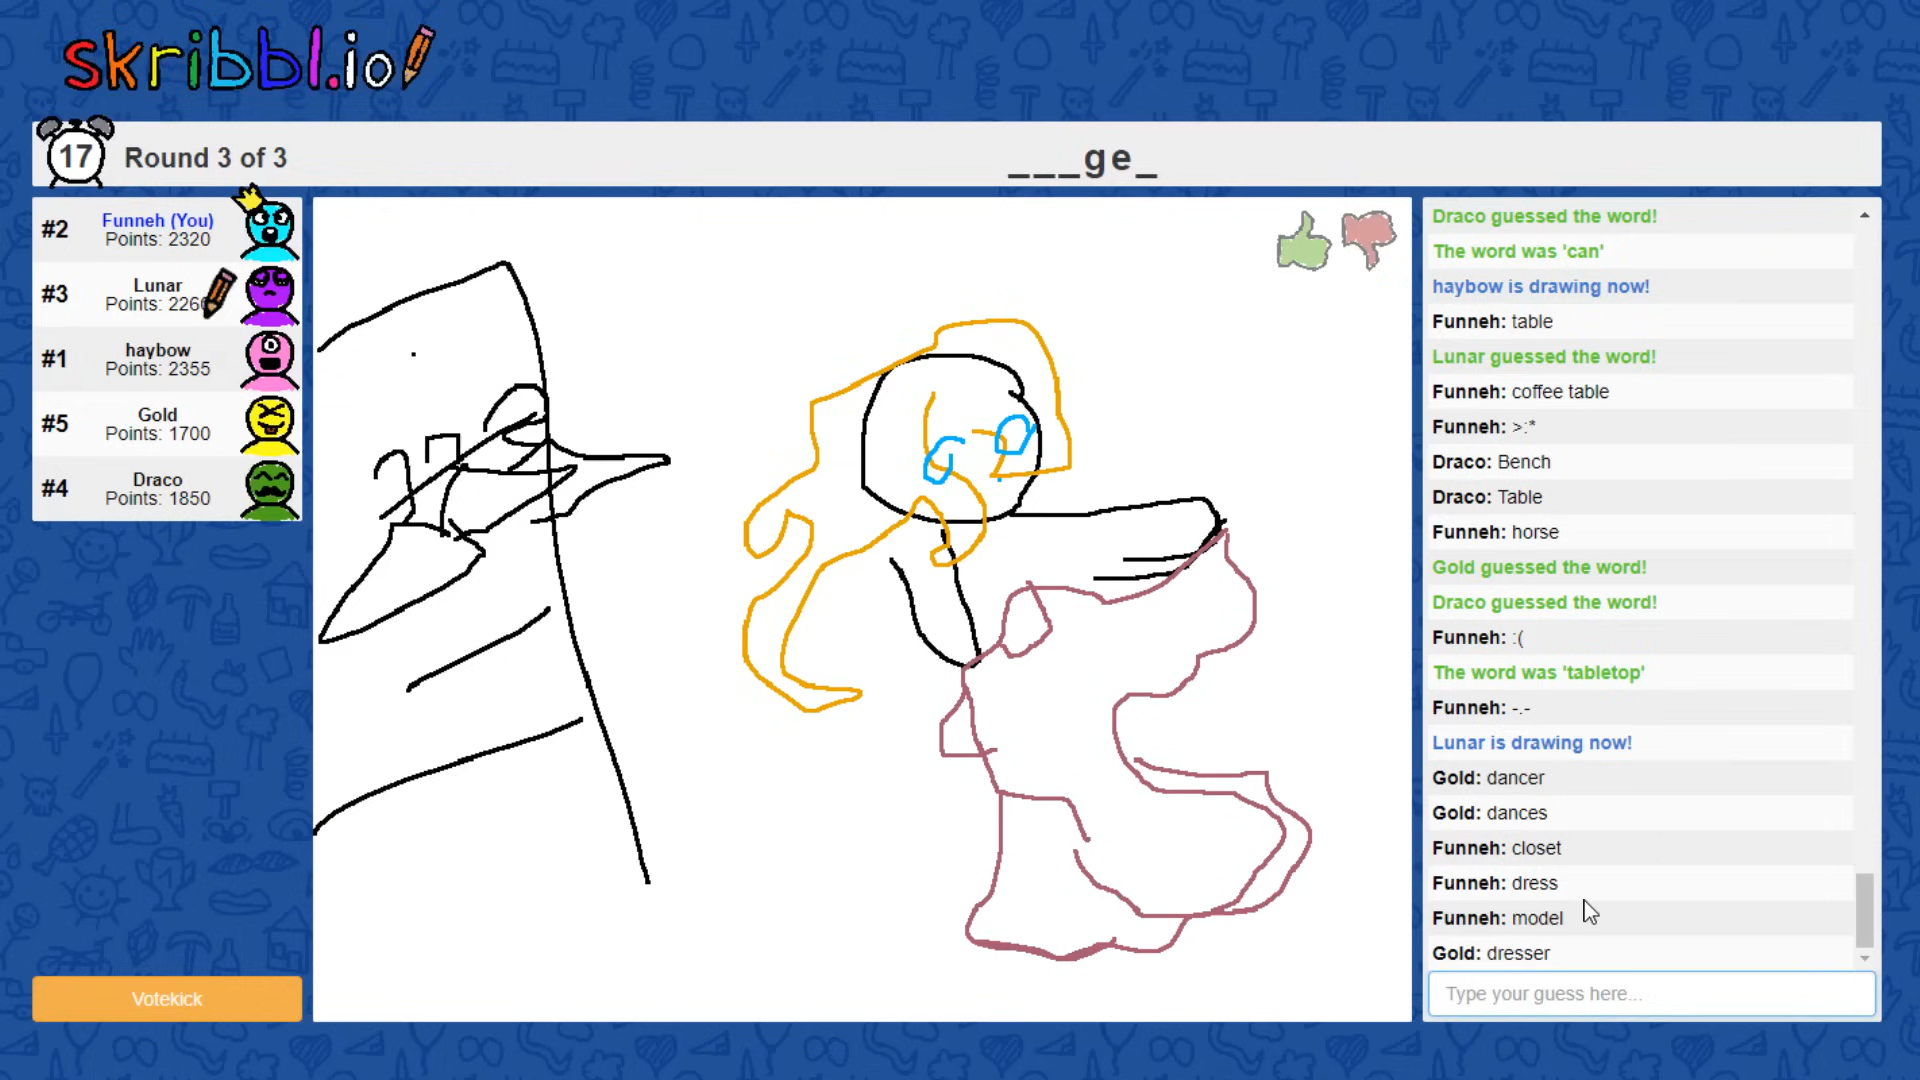 skribbl.io
17
Round 3 of 3
___ge_
#2
Funneh (You)
Points: 2320
#3
Lunar
Points: 226
#1
haybow
Points: 2355
#5
Gold
Points: 1700
#4
Draco
Points: 1850
Votekick
Draco guessed the word!
The word was 'can'
haybow is drawing now!
Funneh: table
Lunar guessed the word!
Funneh: coffee table
Funneh: >:*
Draco: Bench
Draco: Table
Funneh: horse
Gold guessed the word!
Draco guessed the word!
Funneh: :(
The word was 'tabletop'
Funneh: -.-
Lunar is drawing now!
Gold: dancer
Gold: dances
Funneh: closet
Funneh: dress
Funneh: model
Gold: dresser
Type your guess here...